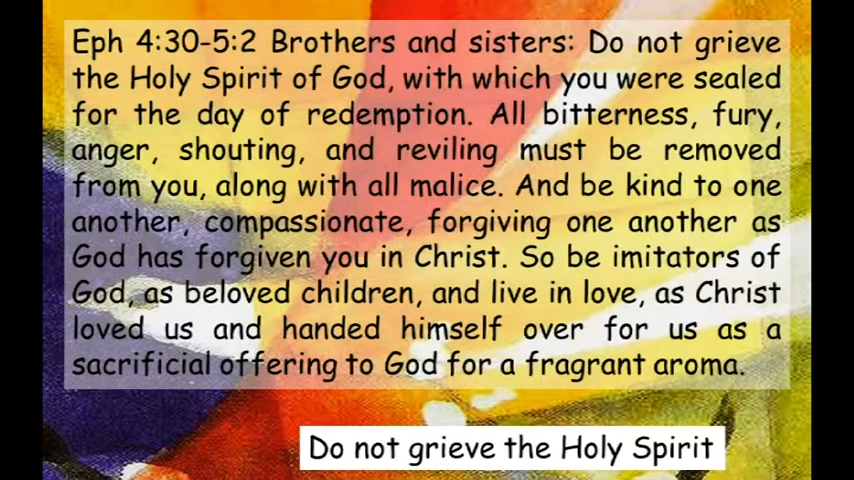 Eph 4:30-5:2 Brothers and sisters: Do not grieve
the Holy Spirit of God, with which you were sealed
for the day of redemption. All bitterness, fury,
anger, shouting, and reviling must be removed
from you, along with all malice. And be kind to one
another, compassionate, forgiving one another as
God has forgiven you in Christ. So be imitators of
God, as beloved children, and live in love, as Christ
loved us and handed himself over for us as a
sacrificial offering to God for a fragrant aroma.
Do not grieve the Holy Spirit